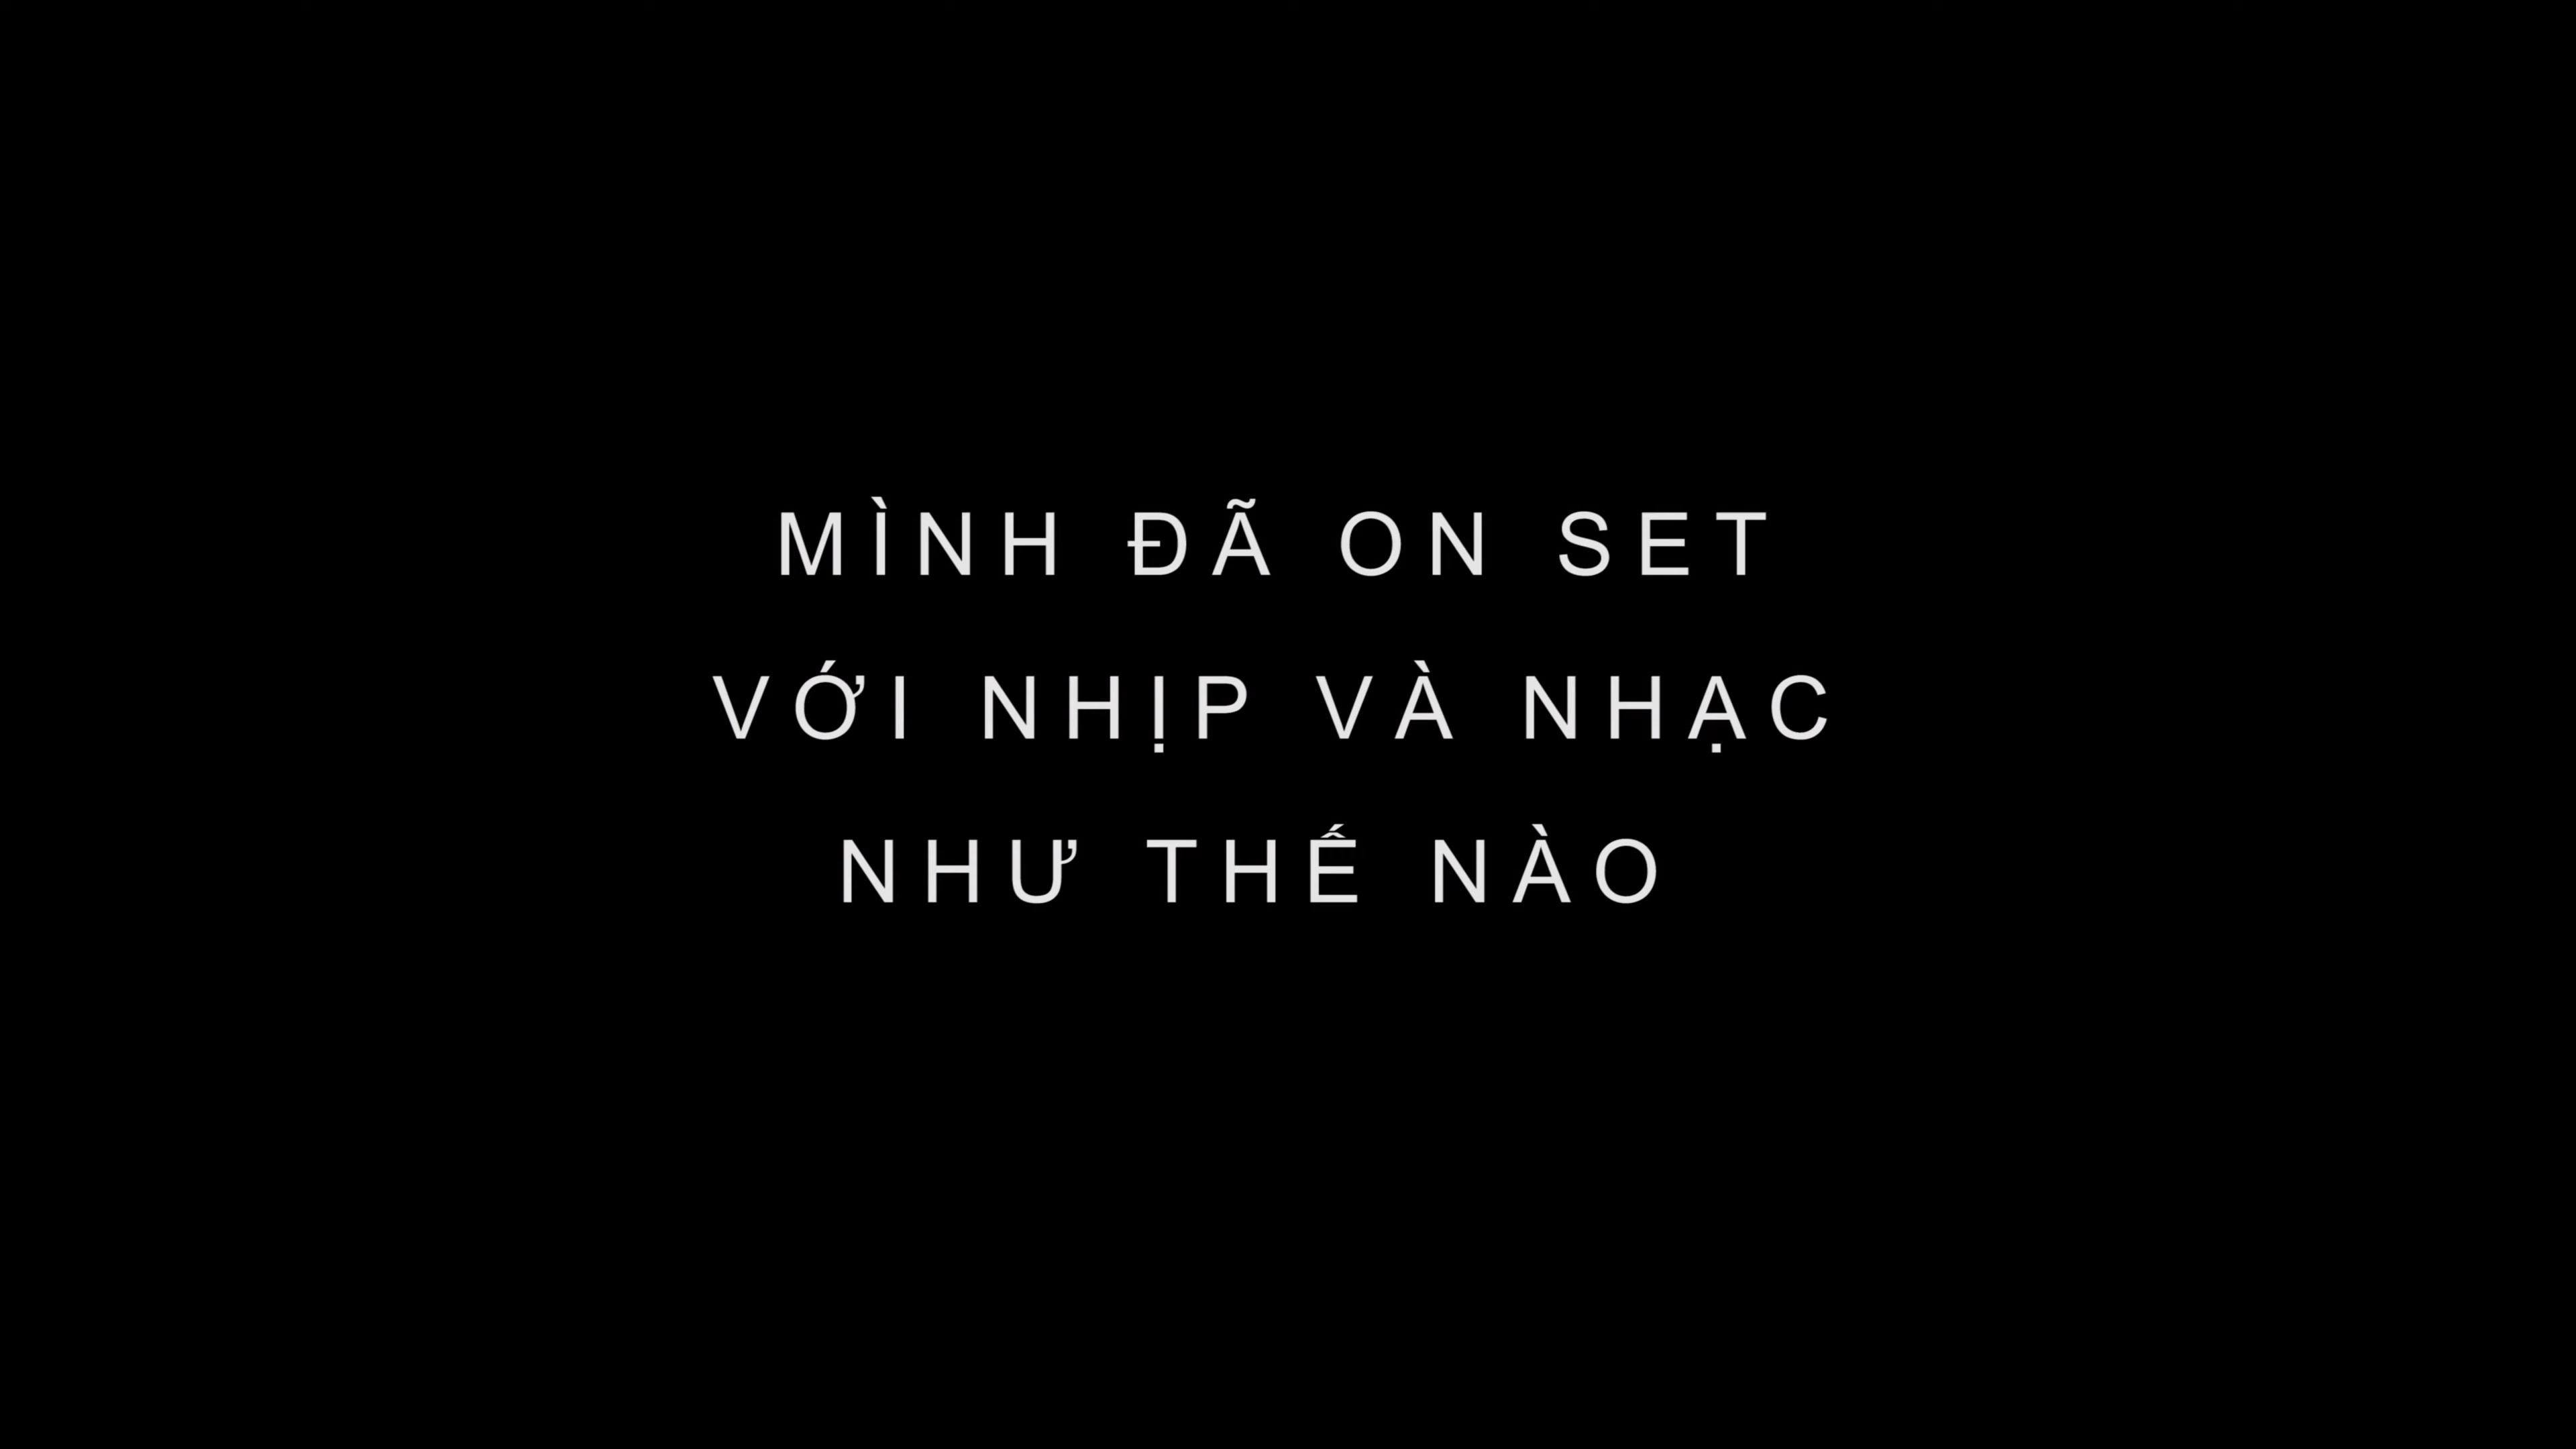 MÌNH ĐÃ ON SET
VỚI NHỊP VÀ NHẠC
NHƯ THẾ NÀO